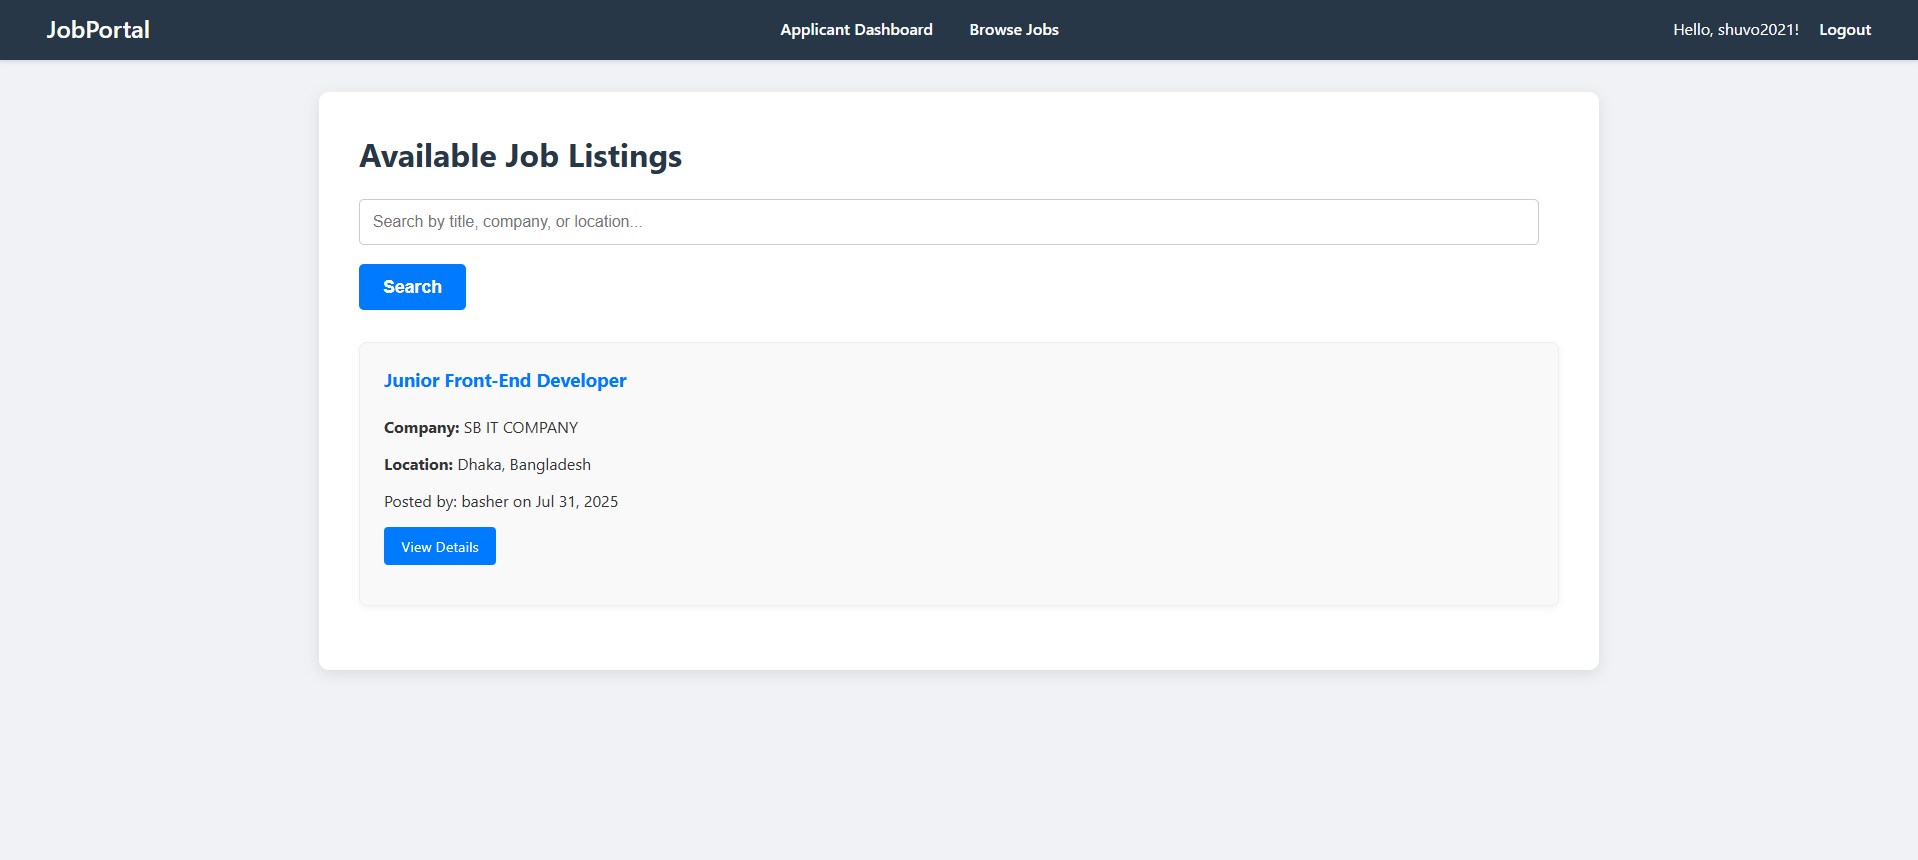 JobPortal
Applicant Dashboard
Browse Jobs
Hello, shuvo2021!
Logout
Available Job Listings
Search by title, company, or location...
Search
Junior Front-End Developer
Company: SB IT COMPANY
Location: Dhaka, Bangladesh
Posted by: basher on Jul 31, 2025
View Details